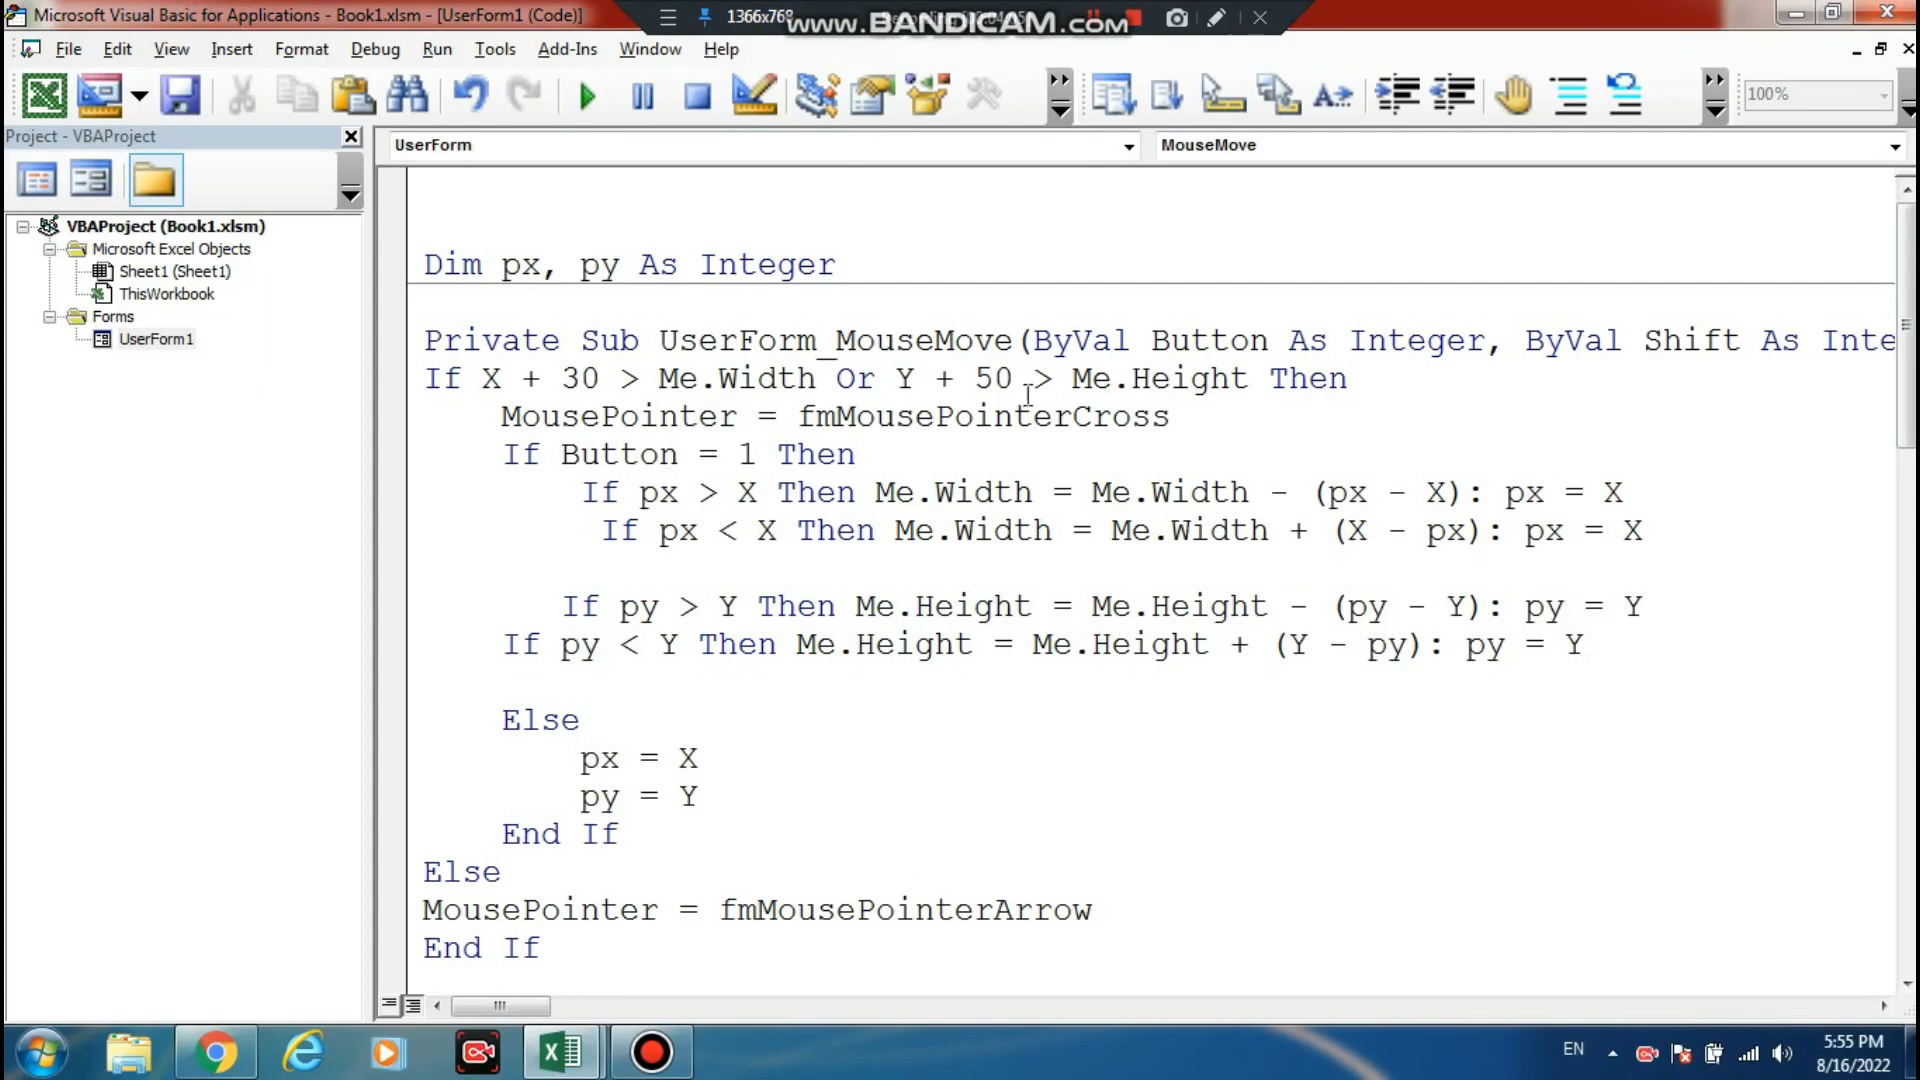 Microsoft Visual Basic for Applications - Book1.xlsm - [UserForm1 (Code)]
1366x768
www.BANDICAM.com
File Edit View Insert Format Debug Run Tools Add-Ins Window Help
100%
Project - VBAProject
UserForm
MouseMove
VBAProject (Book1.xlsm)
Microsoft Excel Objects
Sheet1 (Sheet1)
ThisWorkbook
Forms
UserForm1
Dim px, py As Integer
Private Sub UserForm_MouseMove(ByVal Button As Integer, ByVal Shift As Inte
If X + 30 > Me.Width Or Y + 50 > Me.Height Then
MousePointer = fmMousePointerCross
If Button = 1 Then
If px > X Then Me.Width = Me.Width - (px - X): px = X
If px < X Then Me.Width = Me.Width + (X - px): px = X
If py > Y Then Me.Height = Me.Height - (py - Y): py = Y
If py < Y Then Me.Height = Me.Height + (Y - py): py = Y
Else
px = X
py = Y
End If
Else
MousePointer = fmMousePointerArrow
End If
EN
5:55 PM
8/16/2022